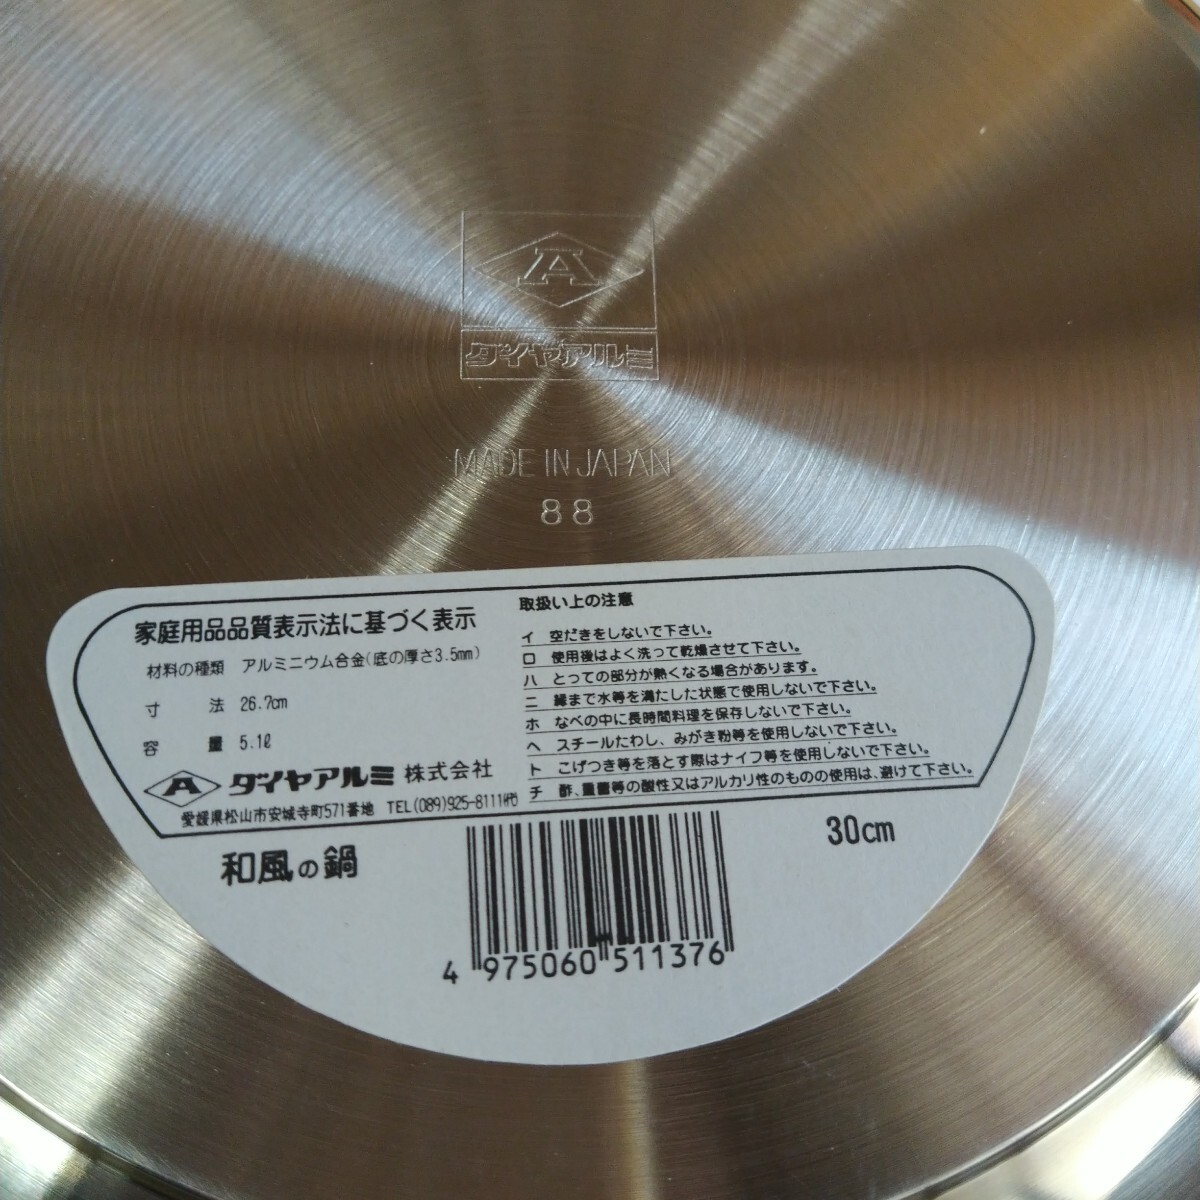 A
ダイヤアルミ
MADE IN JAPAN
88
家庭用品品質表示法に基づく表示
材料の種類 アルミニウム合金(底の厚さ3.5mm)
寸法 26.7cm
容量 5.1ℓ
A ダイヤアルミ 株式会社
愛媛県松山市安城寺町571番地 TEL(089)925-8111㈹
取扱い上の注意
イ 空だきをしないで下さい。
ロ 使用後はよく洗って乾燥させて下さい。
ハ とっての部分が熱くなる場合があります。
ニ 縁まで水等を満たした状態で使用しないで下さい。
ホ なべの中に長時間料理を保存しないで下さい。
ヘ スチールたわし、みがき粉等を使用しないで下さい。
ト こげつき等を落とす際はナイフ等を使用しないで下さい。
チ 酢、重曹等の酸性又はアルカリ性のものの使用は、避けて下さい。
和風の鍋
30cm
4 975060 511376